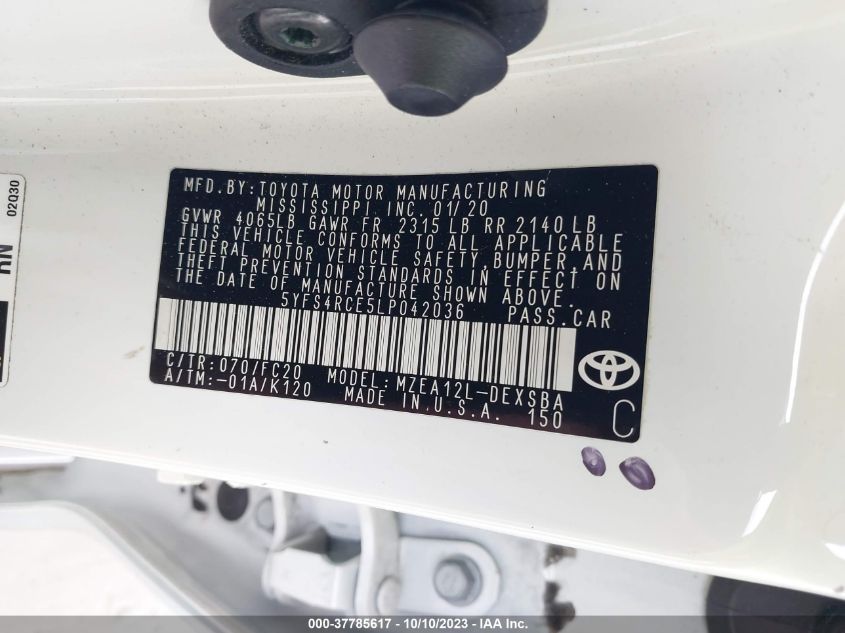 MFD. BY: TOYOTA MOTOR MANUFACTURING
MISSISSIPPI, INC. 01/20
GVWR 4065LB GAWR FR 2315 LB RR 2140 LB
THIS VEHICLE CONFORMS TO ALL APPLICABLE
FEDERAL MOTOR VEHICLE SAFETY, BUMPER, AND
THEFT PREVENTION STANDARDS IN EFFECT ON
THE DATE OF MANUFACTURE SHOWN ABOVE.
5YFS4RCE5LP042036 PASS.CAR
C/TR: 070/FC20 MODEL: MZEA12L-DEXSBA
A/TM: -01A/K120 MADE IN U.S.A. 150
C
02Q30
RN
000-37785617 - 10/10/2023 - IAA Inc.